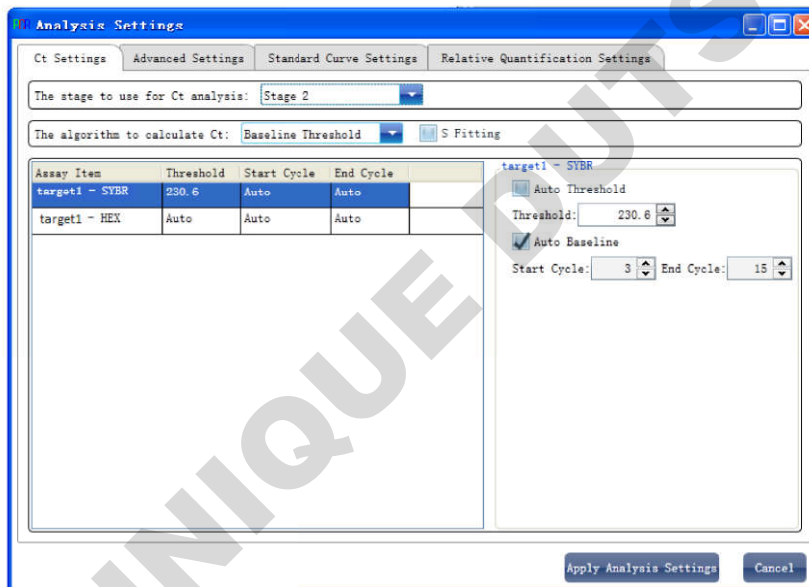 PCR Analysis Settings
Ct Settings Advanced Settings Standard Curve Settings Relative Quantification Settings
The stage to use for Ct analysis: Stage 2
The algorithm to calculate Ct: Baseline Threshold S Fitting
Assay Item Threshold Start Cycle End Cycle
target1 - SYBR 230.6 Auto Auto
target1 - HEX Auto Auto Auto
target1 - SYBR
Auto Threshold
Threshold: 230.6
Auto Baseline
Start Cycle: 3 End Cycle: 15
Apply Analysis Settings Cancel
NIQUE DUTS